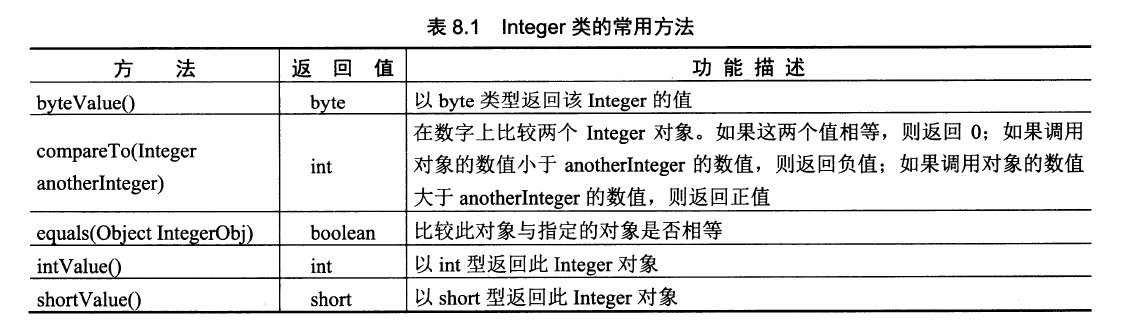 表 8.1 Integer 类的常用方法
方 法 返 回 值 功 能 描 述
byteValue() byte 以 byte 类型返回该 Integer 的值
compareTo(Integer anotherInteger) int 在数字上比较两个 Integer 对象。如果这两个值相等，则返回 0；如果调用
对象的数值小于 anotherInteger 的数值，则返回负值；如果调用对象的数值
大于 anotherInteger 的数值，则返回正值
equals(Object IntegerObj) boolean 比较此对象与指定的对象是否相等
intValue() int 以 int 型返回此 Integer 对象
shortValue() short 以 short 型返回此 Integer 对象